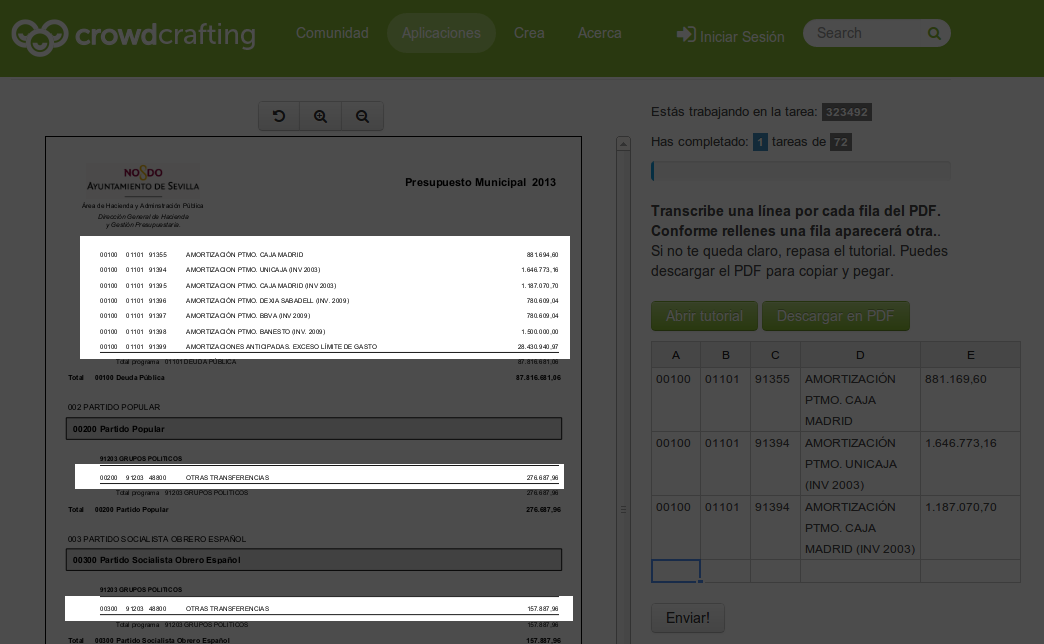 crowdcrafting
Comunidad Aplicaciones Crea Acerca Iniciar Sesión Search
NO8DO
AYUNTAMIENTO DE SEVILLA
Área de Hacienda y Administración Pública
Dirección General de Hacienda
y Gestión Presupuestaria
Presupuesto Municipal 2013
00100 01101 91355 AMORTIZACIÓN PTMO. CAJA MADRID 881.694,60
00100 01101 91394 AMORTIZACIÓN PTMO. UNICAJA (INV 2003) 1.646.773,16
00100 01101 91395 AMORTIZACION PTMO. CAJA MADRID (INV 2003) 1.187.070,70
00100 01101 91396 AMORTIZACIÓN PTMO. DEXIA SABADELL (INV. 2009) 780.609,04
00100 01101 91397 AMORTIZACIÓN PTMO. BBVA (INV 2009) 780.609,04
00100 01101 91398 AMORTIZACIÓN PTMO. BANESTO (INV. 2009) 1.500.000,00
00100 01101 91399 AMORTIZACIONES ANTICIPADAS. EXCESO LÍMITE DE GASTO 28.430.940,97
Total programa 01101 DEUDA PÚBLICA 87.816.681,96
Total 00100 Deuda Pública 87.816.681,96
002 PARTIDO POPULAR
00200 Partido Popular
91203 GRUPOS POLITICOS
00200 91203 48800 OTRAS TRANSFERENCIAS 276.687,96
Total programa 91203 GRUPOS POLITICOS 276.687,96
Total 00200 Partido Popular 276.687,96
003 PARTIDO SOCIALISTA OBRERO ESPAÑOL
00300 Partido Socialista Obrero Español
91203 GRUPOS POLITICOS
00300 91203 48800 OTRAS TRANSFERENCIAS 157.887,96
Total programa 91203 GRUPOS POLITICOS 157.887,96
Total 00300 Partido Socialista Obrero Español 157.887,96
Estás trabajando en la tarea: 323492
Has completado: 1 tareas de 72
Transcribe una línea por cada fila del PDF.
Conforme rellenes una fila aparecerá otra..
Si no te queda claro, repasa el tutorial. Puedes
descargar el PDF para copiar y pegar.
Abrir tutorial Descargar en PDF
A B C D E
00100 01101 91355 AMORTIZACIÓN 881.169,60
PTMO. CAJA
MADRID
00100 01101 91394 AMORTIZACIÓN 1.646.773,16
PTMO. UNICAJA
(INV 2003)
00100 01101 91394 AMORTIZACIÓN 1.187.070,70
PTMO. CAJA
MADRID (INV 2003)
Enviar!